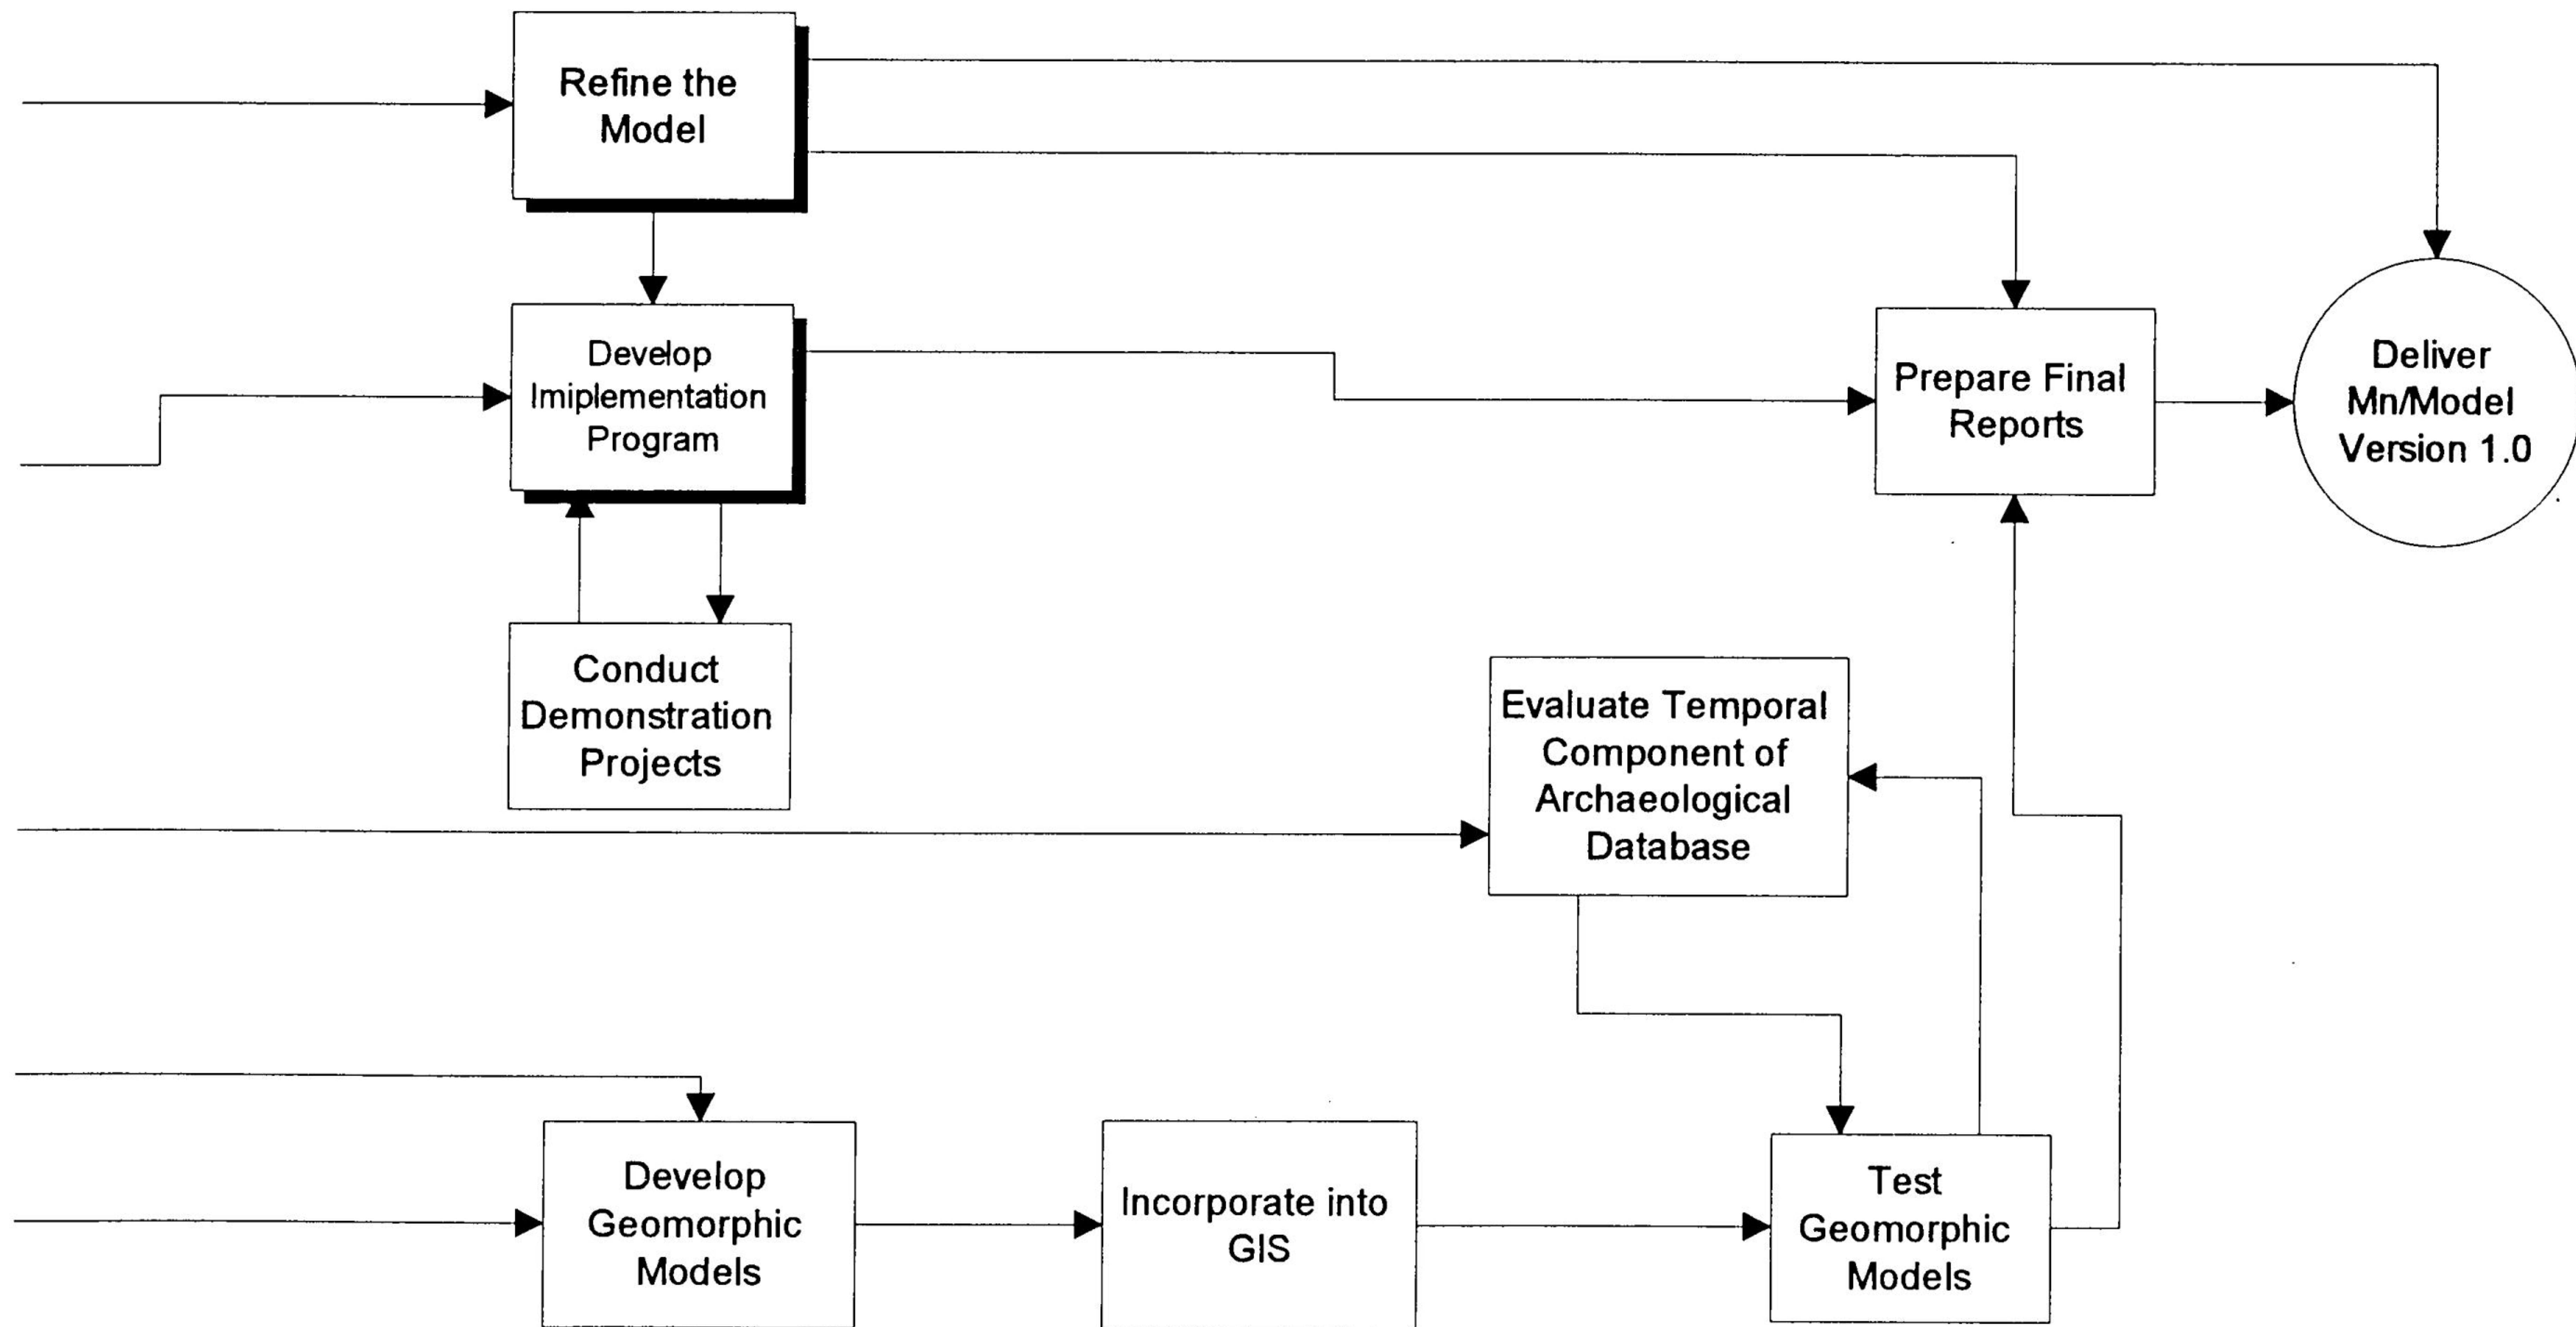 Refine the
Model
Develop
Imiplementation
Program
Prepare Final
Reports
Deliver
Mn/Model
Version 1.0
Conduct
Demonstration
Projects
Evaluate Temporal
Component of
Archaeological
Database
Develop
Geomorphic
Models
Incorporate into
GIS
Test
Geomorphic
Models